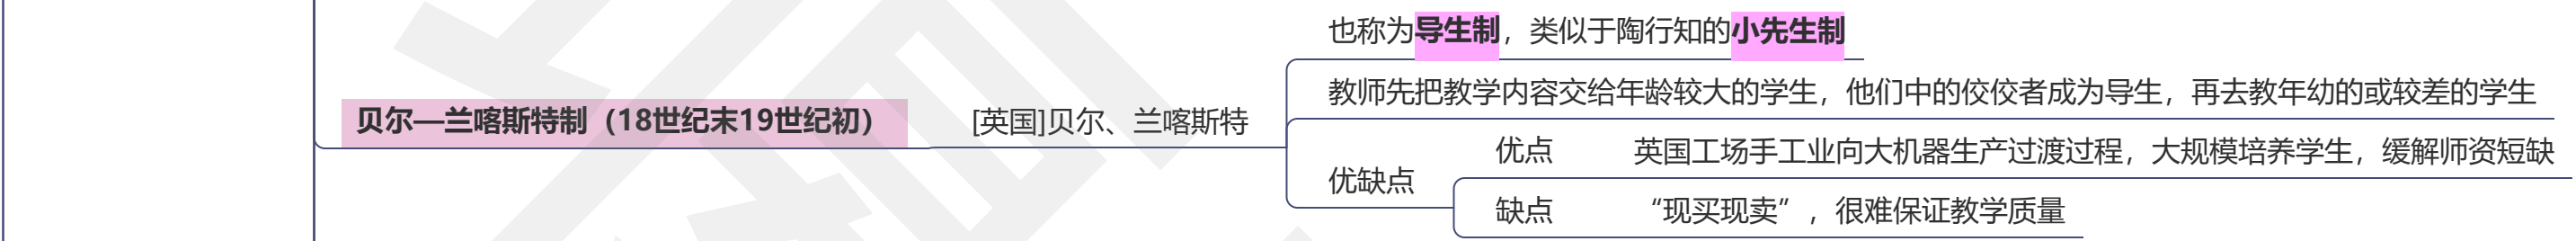 也称为导生制，类似于陶行知的小先生制
教师先把教学内容交给年龄较大的学生，他们中的佼佼者成为导生，再去教年幼的或较差的学生
贝尔—兰喀斯特制（18世纪末19世纪初）
[英国]贝尔、兰喀斯特
优缺点
优点
英国工场手工业向大机器生产过渡过程，大规模培养学生，缓解师资短缺
缺点
“现买现卖”，很难保证教学质量